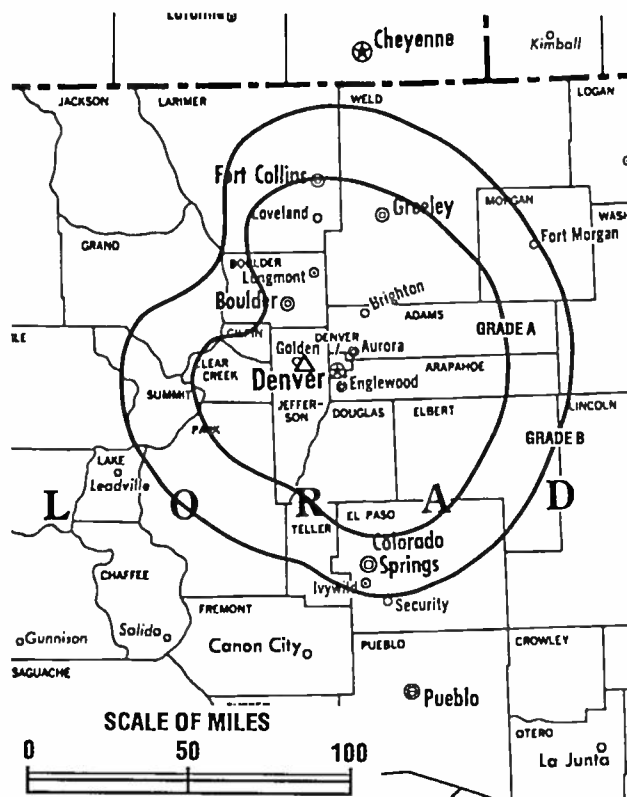 Cheyenne
Kimball
JACKSON
LARIMER
WELD
LOGAN
Fort Collins
Loveland
Greeley
MORGAN
WASH
Fort Morgan
GRAND
BOULDER
Longmont
Boulder
Brighton
ADAMS
GILPIN
GRADE A
DENVER
Golden
Aurora
CLEAR
CREEK
Denver
ARAPAHOE
Englewood
SUMMIT
JEFFER-
SON
DOUGLAS
ELBERT
LINCOLN
PARK
GRADE B
LAKE
Leadville
L O R A D
TELLER
EL PASO
Colorado
Springs
CHAFFEE
Ivywild
Security
FREMONT
Gunnison
Salida
Canon City
PUEBLO
CROWLEY
SAGUACHE
Pueblo
SCALE OF MILES
0 50 100
OTERO
La Junta